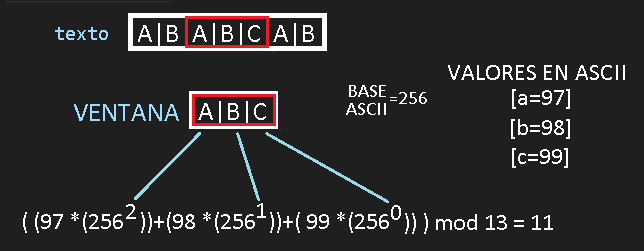 texto A|B A|B|C A|B
VENTANA A|B|C
BASE ASCII =256
VALORES EN ASCII
[a=97]
[b=98]
[c=99]
( (97 *(256²))+(98 *(256¹))+( 99 *(256⁰)) ) mod 13 = 11